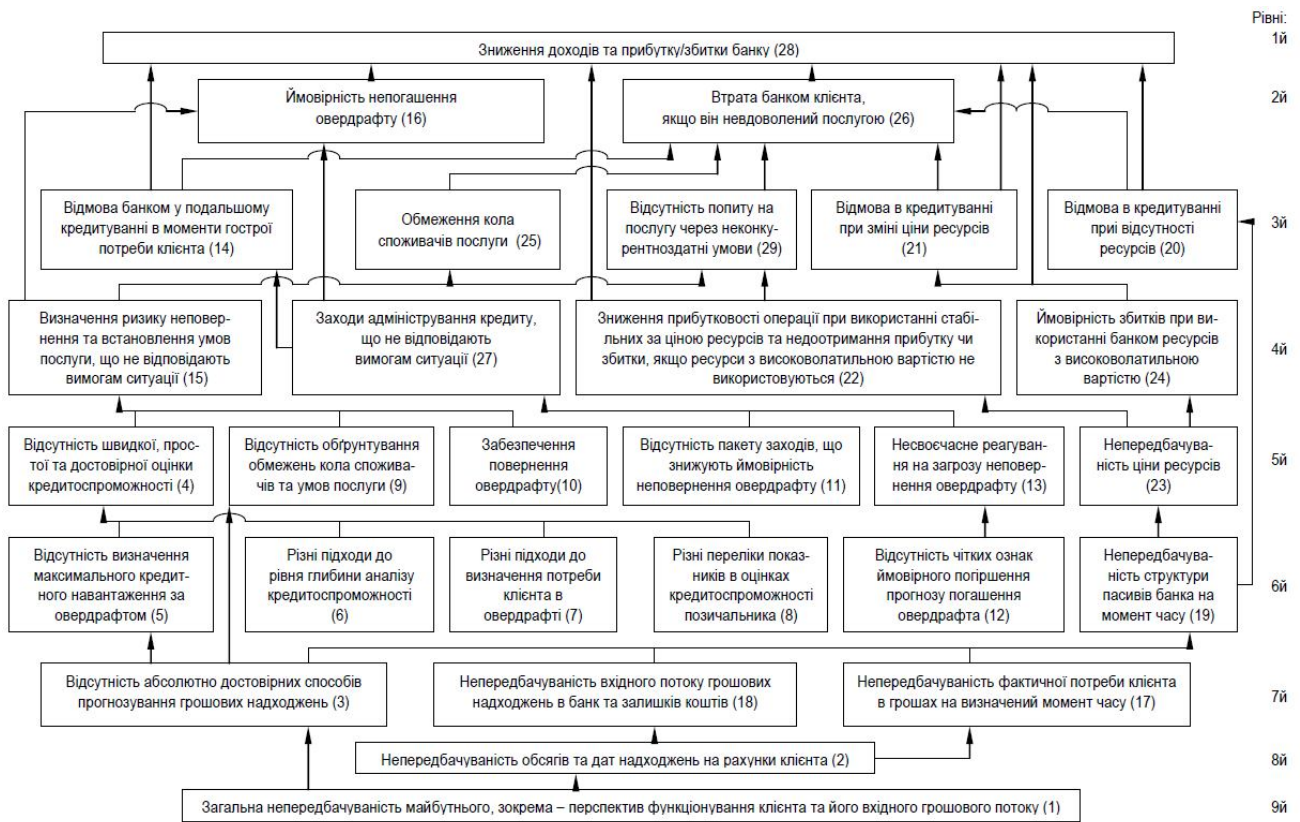 Рівні:
1й
Зниження доходів та прибутку/збитки банку (28)
Ймовірність непогашення
овердрафту (16)
Втрата банком клієнта,
якщо він невдоволений послугою (26)
2й
Відмова банком у подальшому
кредитуванні в моменти гострої
потреби клієнта (14)
Обмеження кола
споживачів послуги (25)
Відсутність попиту на
послугу через неконку-
рентноздатні умови (29)
Відмова в кредитуванні
при зміні ціни ресурсів
(21)
Відмова в кредитуванні
приі відсутності
ресурсів (20)
3й
Визначення ризику неповер-
нення та встановлення умов
послуги, що не відповідають
вимогам ситуації (15)
Заходи адміністрування кредиту,
що не відповідають
вимогам ситуації (27)
Зниження прибутковості операції при використанні стабі-
льних за ціною ресурсів та недоотримання прибутку чи
збитки, якщо ресурси з високоволатильною вартістю не
використовуються (22)
Ймовірність збитків при ви-
користанні банком ресурсів
з високоволатильною
вартістю (24)
4й
Відсутність швидкої, прос-
тої та достовірної оцінки
кредитоспроможності (4)
Відсутність обґрунтування
обмежень кола спожива-
чів та умов послуги (9)
Забезпечення
повернення
овердрафту(10)
Відсутність пакету заходів, що
знижують ймовірність
неповернення овердрафту (11)
Несвоєчасне реагуван-
ня на загрозу неповер-
нення овердрафту (13)
Непередбачува-
ність ціни ресурсів
(23)
5й
Відсутність визначення
максимального кредит-
ного навантаження за
овердрафтом (5)
Різні підходи до
рівня глибини аналізу
кредитоспроможності
(6)
Різні підходи до
визначення потреби
клієнта в
овердрафті (7)
Різні переліки показ-
ників в оцінках
кредитоспроможності
позичальника (8)
Відсутність чітких ознак
ймовірного погіршення
прогнозу погашення
овердрафта (12)
Непередбачува-
ність структури
пасивів банка на
момент часу (19)
6й
Відсутність абсолютно достовірних способів
прогнозування грошових надходжень (3)
Непередбачуваність вхідного потоку грошових
надходжень в банк та залишків коштів (18)
Непередбачуваність фактичної потреби клієнта
в грошах на визначений момент часу (17)
7й
Непередбачуваність обсягів та дат надходжень на рахунки клієнта (2)
8й
Загальна непередбачуваність майбутнього, зокрема – перспектив функціонування клієнта та його вхідного грошового потоку (1)
9й